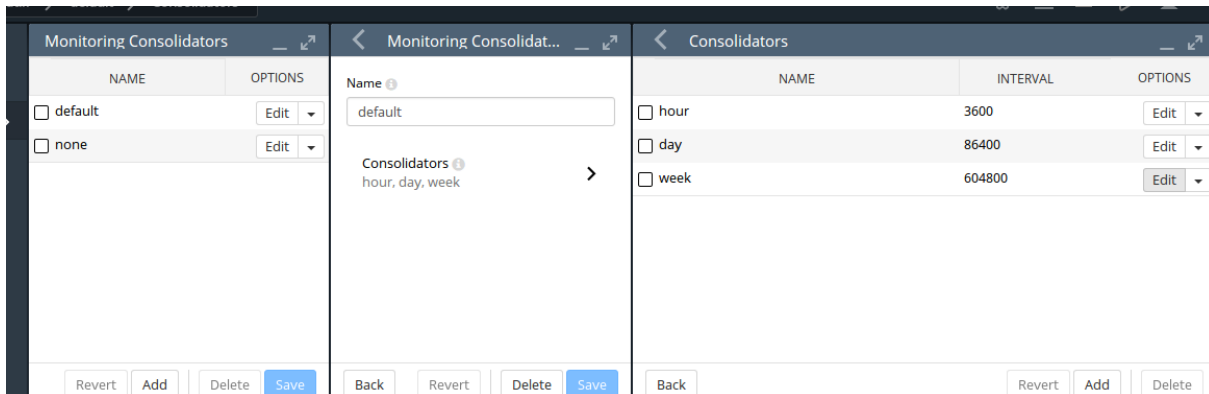 default
Consolidators
Monitoring Consolidators
NAME OPTIONS
default Edit
none Edit
Revert Add Delete Save
Monitoring Consolidat...
Name
default
Consolidators
hour, day, week
Back Revert Delete Save
Consolidators
NAME INTERVAL OPTIONS
hour 3600 Edit
day 86400 Edit
week 604800 Edit
Back Revert Add Delete